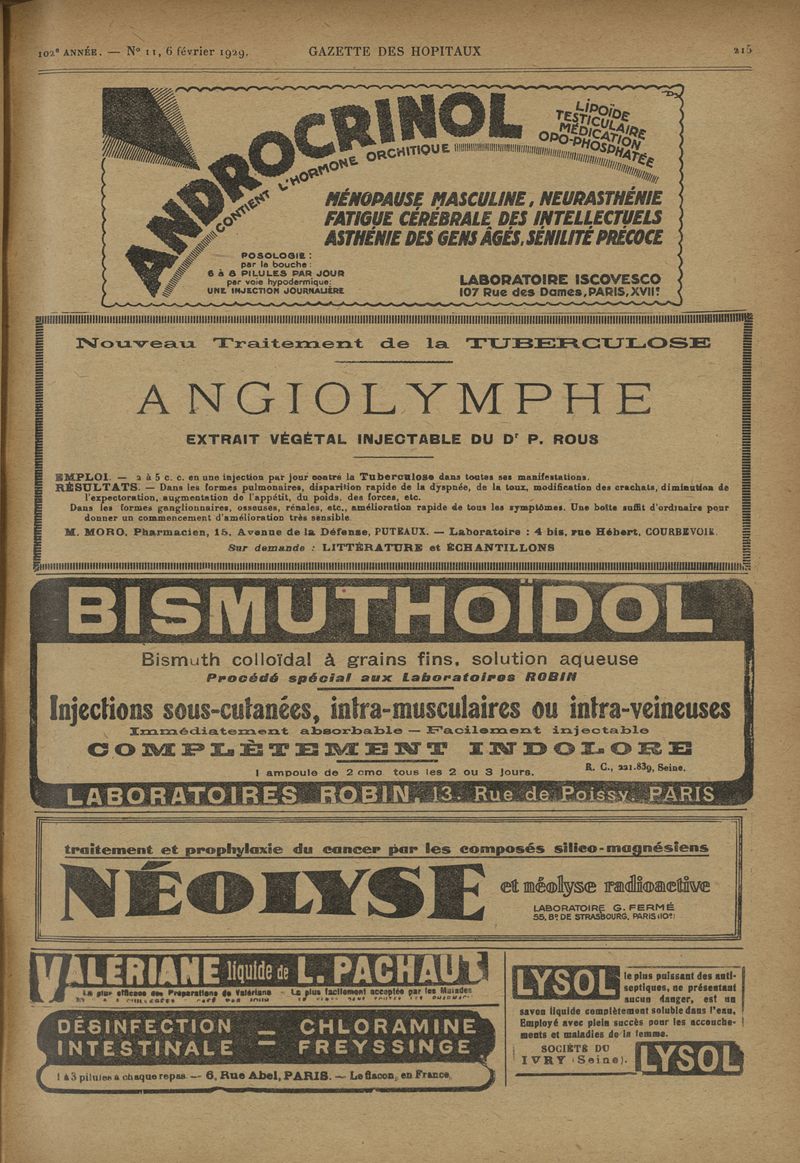 102e ANNÉE. — No 11, 6 février 1929. GAZETTE DES HOPITAUX 215
ANDROCRINOL
CONTIENT L'HORMONE ORCHITIQUE
LIPOÏDE
TESTICULAIRE
MÉDICATION
OPO-PHOSPHATÉE
MÉNOPAUSE MASCULINE, NEURASTHÉNIE
FATIGUE CÉRÉBRALE DES INTELLECTUELS
ASTHÉNIE DES GENS ÂGÉS, SÉNILITÉ PRÉCOCE
POSOLOGIE :
par la bouche :
6 à 8 PILULES PAR JOUR
par voie hypodermique:
UNE INJECTION JOURNALIÈRE
LABORATOIRE ISCOVESCO
107 Rue des Dames, PARIS, XVIIe
Nouveau Traitement de la TUBERCULOSE
ANGIOLYMPHE
EXTRAIT VÉGÉTAL INJECTABLE DU Dr P. ROUS
EMPLOI. — 2 à 5 c. c. en une injection par jour contre la Tuberculose dans toutes ses manifestations.
RÉSULTATS. — Dans les formes pulmonaires, disparition rapide de la dyspnée, de la toux, modification des crachats, diminution de
l'expectoration, augmentation de l'appétit, du poids, des forces, etc.
Dans les formes ganglionnaires, osseuses, rénales, etc., amélioration rapide de tous les symptômes. Une boîte suffit d'ordinaire pour
donner un commencement d'amélioration très sensible.
M. MORO, Pharmacien, 15, Avenue de la Défense, PUTEAUX. — Laboratoire : 4 bis, rue Hébert, COURBEVOIE.
Sur demande : LITTÉRATURE et ÉCHANTILLONS
BISMUTHOÏDOL
Bismuth colloïdal à grains fins, solution aqueuse
Procédé spécial aux Laboratoires ROBIN
Injections sous-cutanées, intra-musculaires ou intra-veineuses
Immédiatement absorbable — Facilement injectable
COMPLÈTEMENT INDOLORE
1 ampoule de 2 cmc tous les 2 ou 3 jours. R. C., 221.839, Seine.
LABORATOIRES ROBIN, 13. Rue de Poissy. PARIS
traitement et prophylaxie du cancer par les composés silico-magnésiens
NÉOLYSE
et néolyse radioactive
LABORATOIRE G. FERMÉ
55, Bd DE STRASBOURG, PARIS (10e)
VALÉRIANE liquide de L. PACHAUT
La plus efficace des Préparations de Valériane - La plus facilement acceptée par les Malades
DÉSINFECTION — CHLORAMINE
INTESTINALE — FREYSSINGE
1 à 3 pilules à chaque repas. — 6, Rue Abel, PARIS. — Le flacon, en France.
LYSOL
le plus puissant des anti-
septiques, ne présentant
aucun danger, est un
savon liquide complètement soluble dans l'eau.
Employé avec plein succès pour les accouche-
ments et maladies de la femme.
SOCIÉTÉ DU
IVRY (Seine). LYSOL